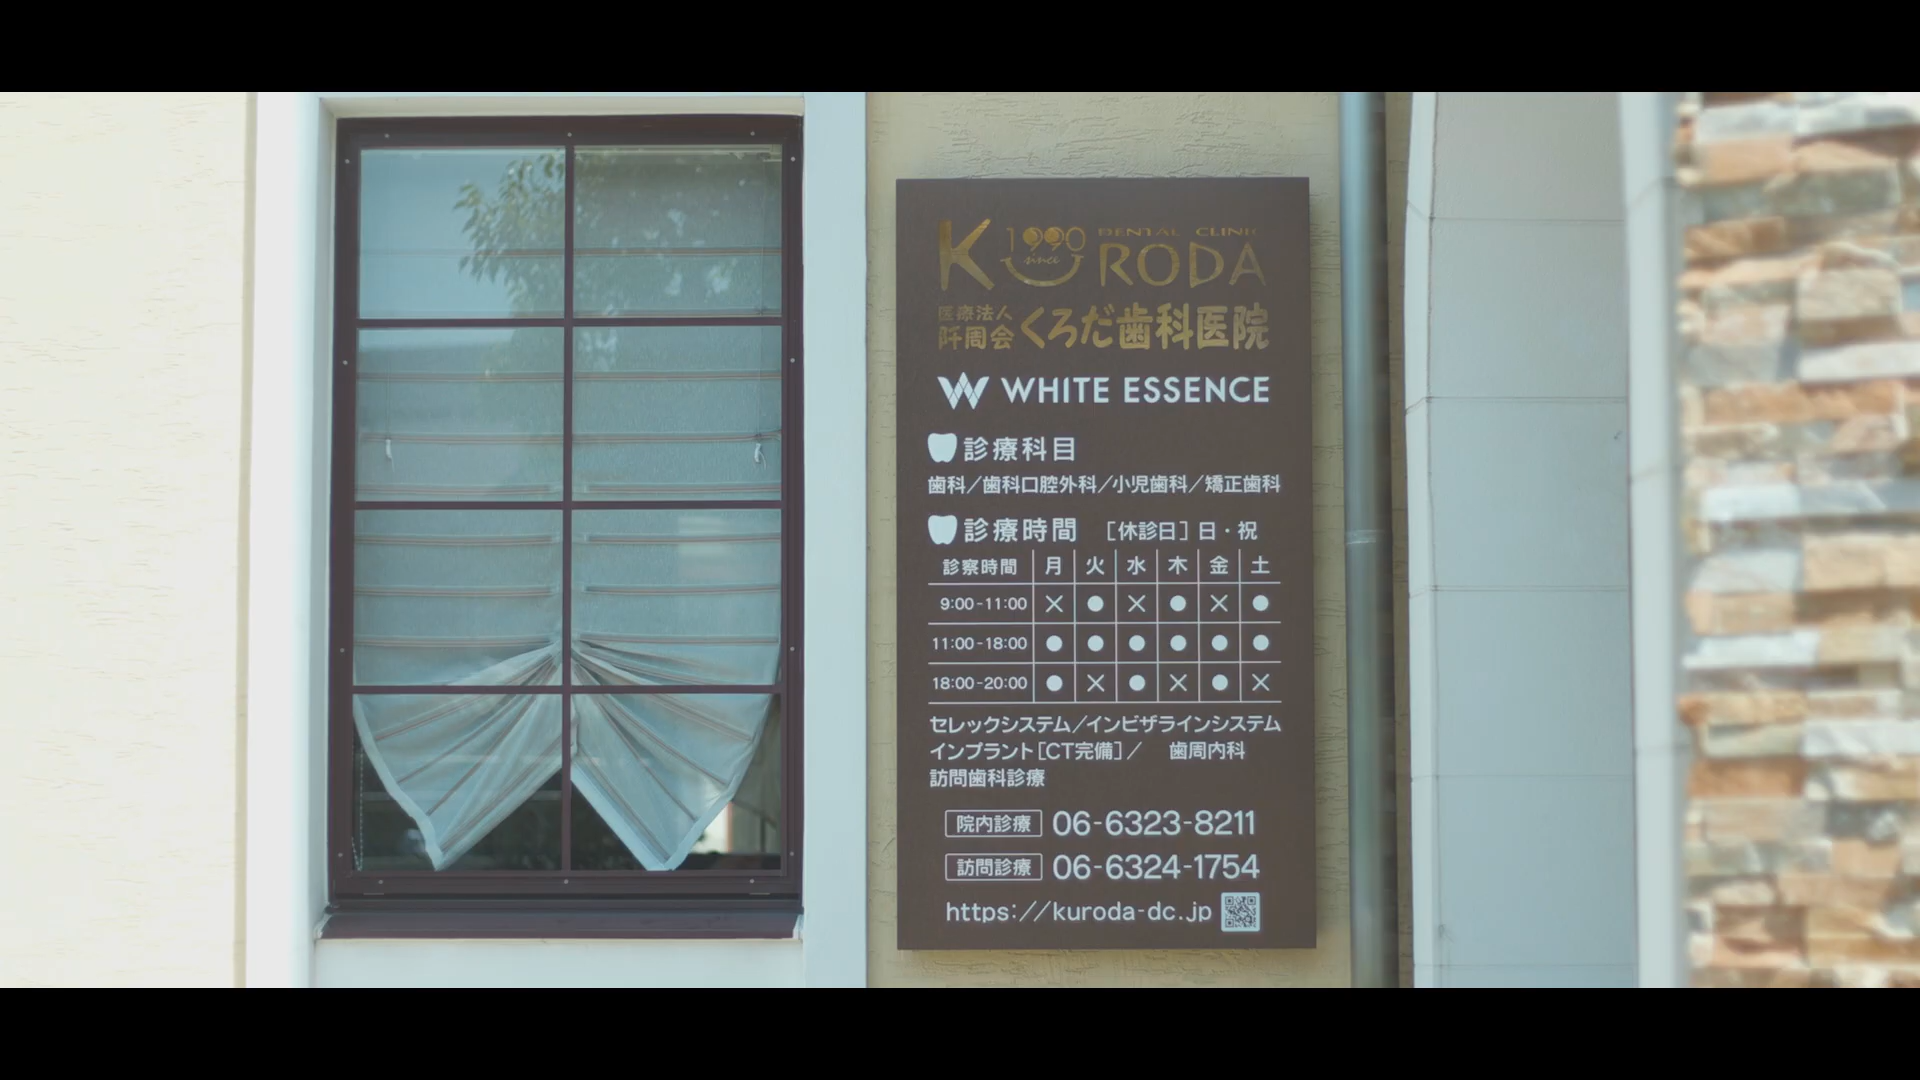 K 1990 since DENTAL CLINIC RODA
医療法人
阡周会 くろだ歯科医院
W WHITE ESSENCE
診療科目
歯科／歯科口腔外科／小児歯科／矯正歯科
診療時間 [休診日] 日・祝
診察時間 月 火 水 木 金 土
9:00-11:00 × ● × ● × ●
11:00-18:00 ● ● ● ● ● ●
18:00-20:00 ● × ● × ● ×
セレックシステム／インビザラインシステム
インプラント[CT完備]／ 歯周内科
訪問歯科診療
院内診療 06-6323-8211
訪問診療 06-6324-1754
https://kuroda-dc.jp